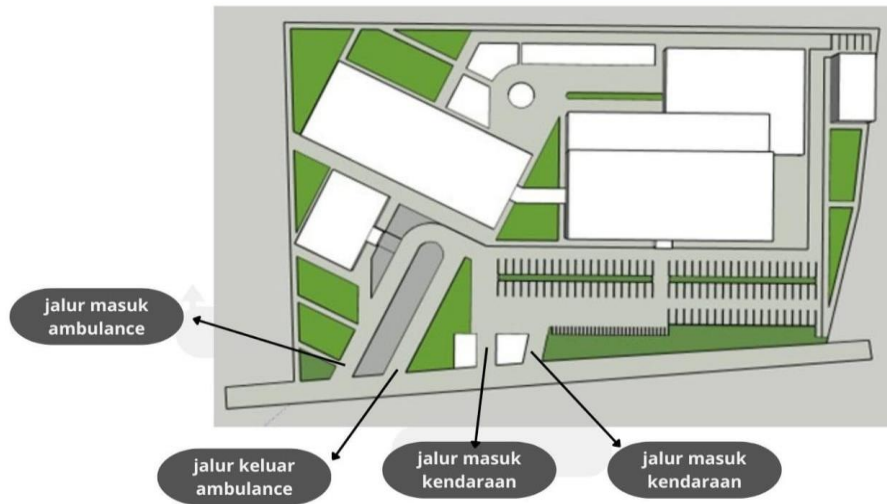 jalur masuk
ambulance
jalur keluar
ambulance
jalur masuk
kendaraan
jalur masuk
kendaraan